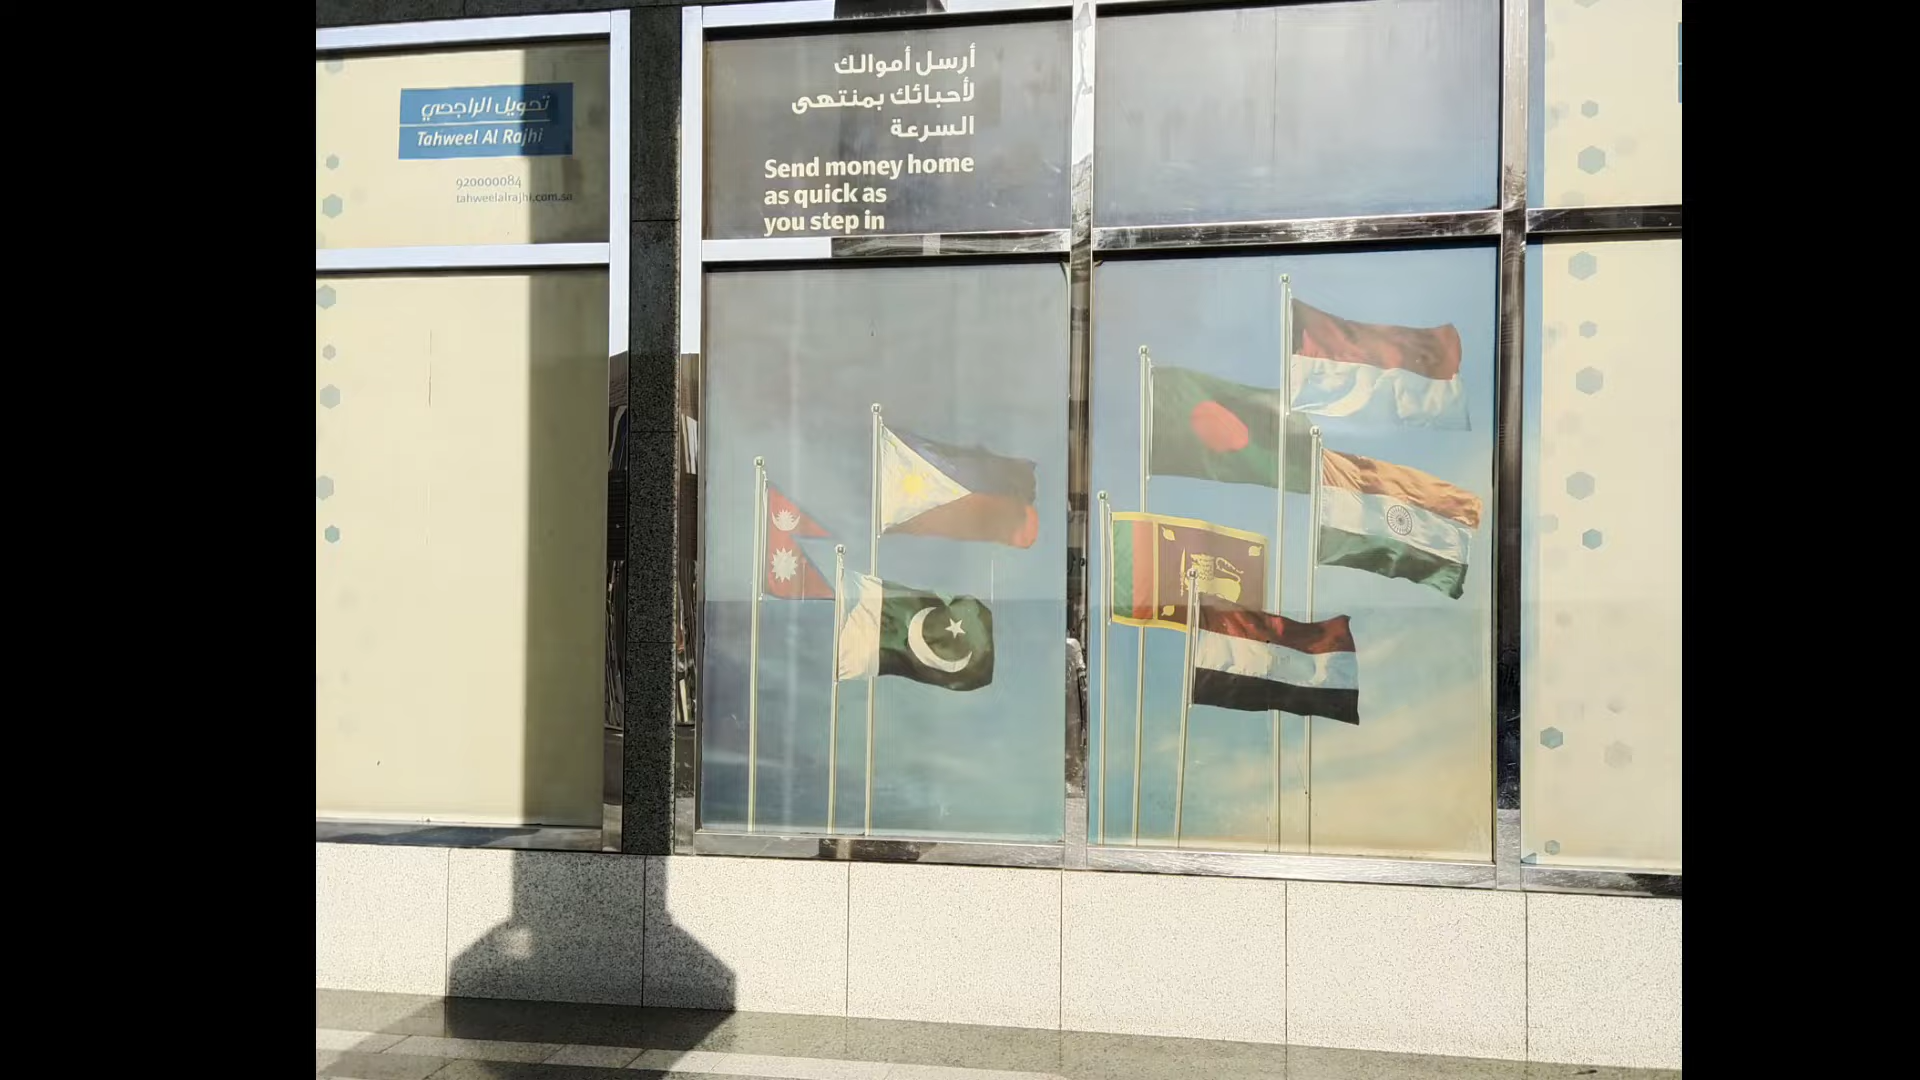 تحويل الراجحي
Tahweel Al Rajhi
920000084
tahweelalrajhi.com.sa
أرسل أموالك
لأحبائك بمنتهى
السرعة
Send money home
as quick as
you step in